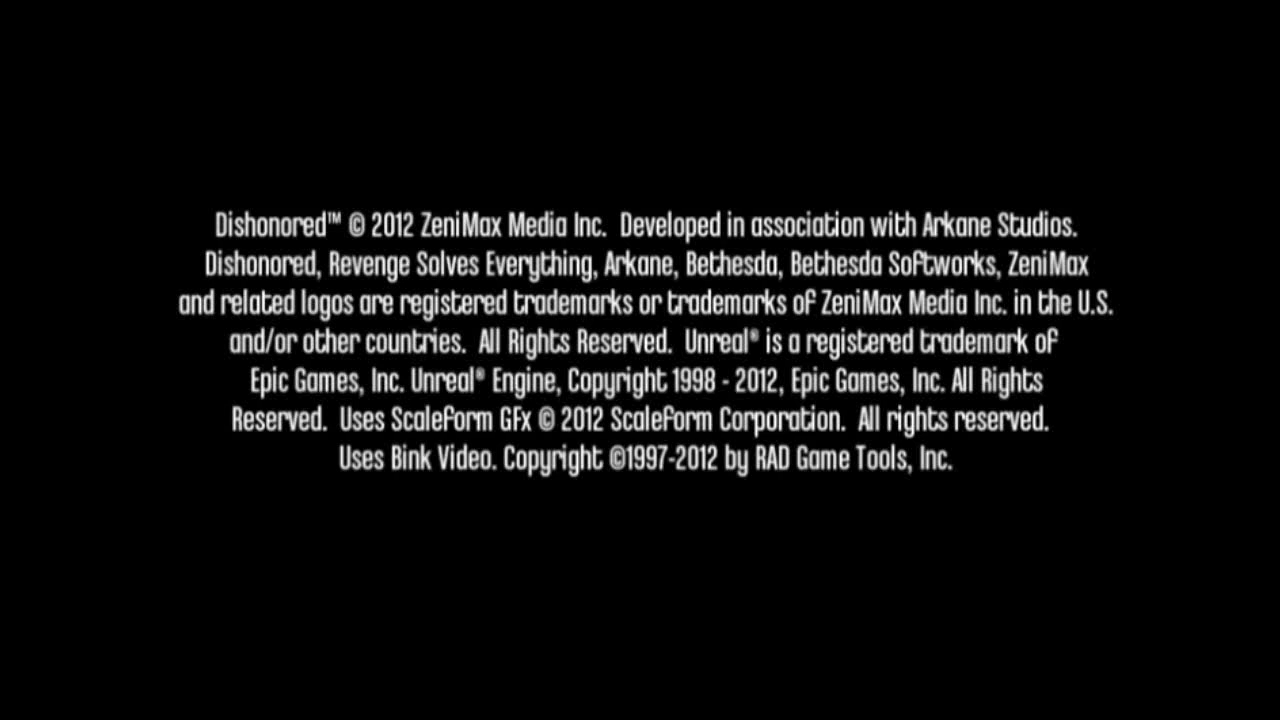 Dishonored™ © 2012 ZeniMax Media Inc.  Developed in association with Arkane Studios.
Dishonored, Revenge Solves Everything, Arkane, Bethesda, Bethesda Softworks, ZeniMax
and related logos are registered trademarks or trademarks of ZeniMax Media Inc. in the U.S.
and/or other countries.  All Rights Reserved.  Unreal® is a registered trademark of
Epic Games, Inc. Unreal® Engine, Copyright 1998 - 2012, Epic Games, Inc. All Rights
Reserved.  Uses Scaleform GFx © 2012 Scaleform Corporation.  All rights reserved.
Uses Bink Video. Copyright ©1997-2012 by RAD Game Tools, Inc.